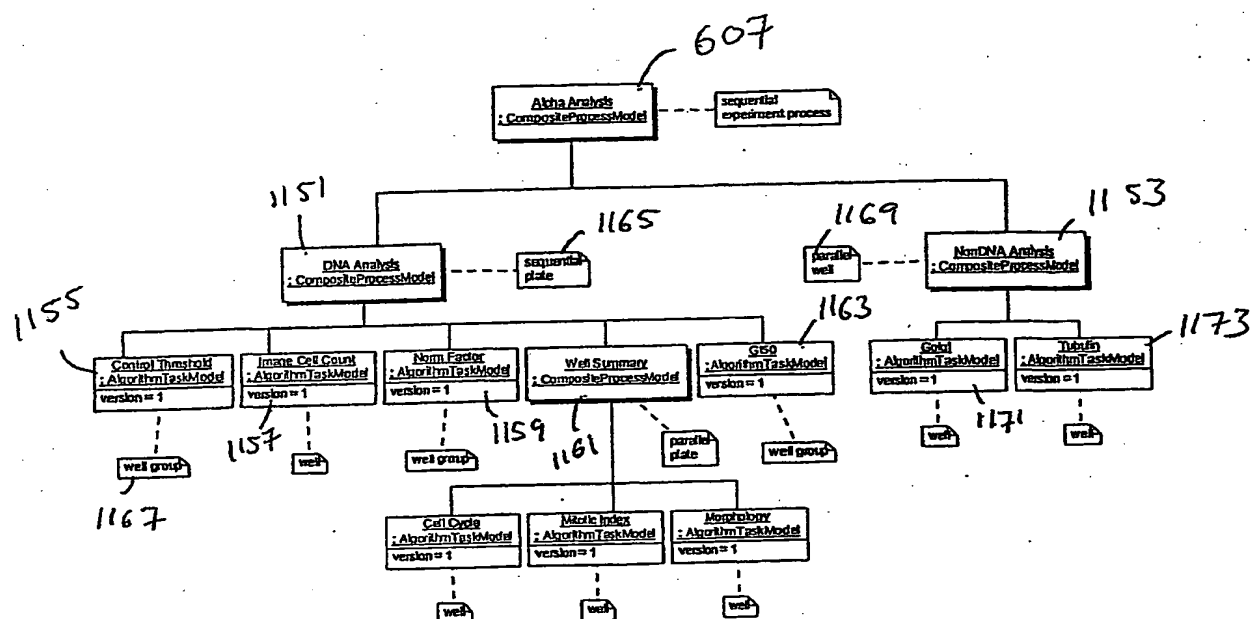 607
Alpha Analysis
: CompositeProcessModel
sequential
experiment process
1151
1165
1169
1153
DNA Analysis
: CompositeProcessModel
sequential
plate
parallel
well
NonDNA Analysis
: CompositeProcessModel
1155
1163
1173
Control Threshold
: AlgorithmTaskModel
version = 1
Image Cell Count
: AlgorithmTaskModel
version = 1
Norm Factor
: AlgorithmTaskModel
version = 1
Well Summary
: CompositeProcessModel
GI50
: AlgorithmTaskModel
version = 1
Golgi
: AlgorithmTaskModel
version = 1
Tubulin
: AlgorithmTaskModel
version = 1
1157
1159
1161
1171
well group
well
well group
parallel
plate
well group
well
well
1167
Cell Cycle
: AlgorithmTaskModel
version = 1
Mitotic Index
: AlgorithmTaskModel
version = 1
Morphology
: AlgorithmTaskModel
version = 1
well
well
well